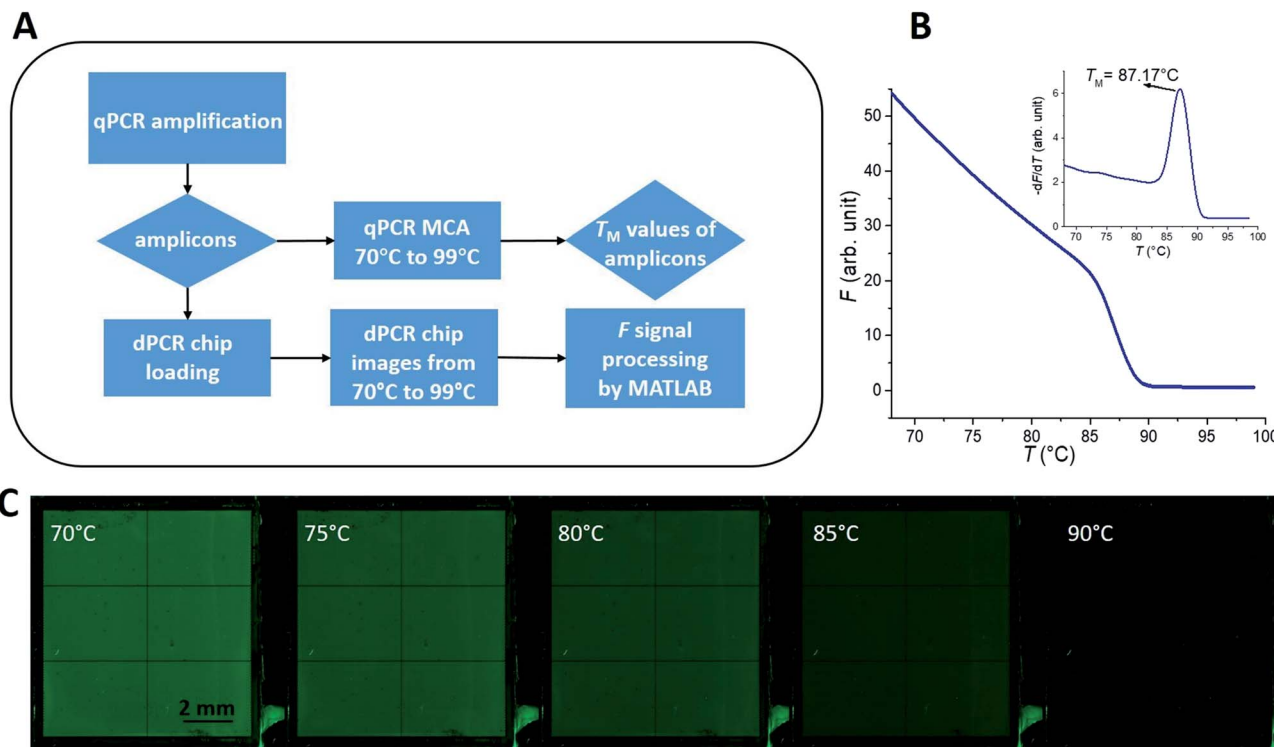 A
qPCR amplification
amplicons
qPCR MCA
70°C to 99°C
T_M values of
amplicons
dPCR chip
loading
dPCR chip
images from
70°C to 99°C
F signal
processing
by MATLAB
B
50
40
30
20
10
0
F (arb. unit)
70
75
80
85
90
95
100
T (°C)
T_M = 87.17°C
6
4
2
0
-dF/dT (arb. unit)
70
75
80
85
90
95
100
T (°C)
C
70°C
75°C
80°C
85°C
90°C
2 mm